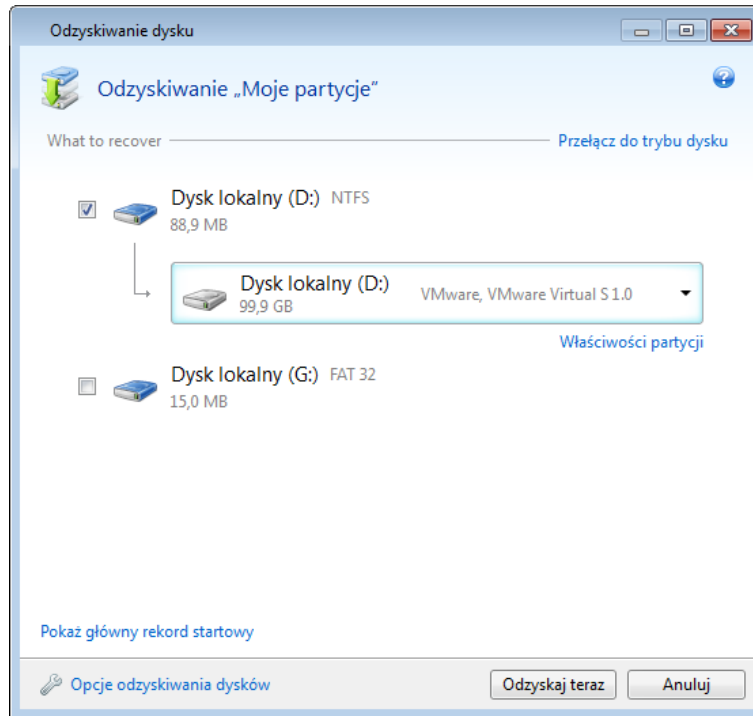 Odzyskiwanie dysku
Odzyskiwanie „Moje partycje”
What to recover
Przełącz do trybu dysku
Dysk lokalny (D:) NTFS
88,9 MB
Dysk lokalny (D:) VMware, VMware Virtual S 1.0
99,9 GB
Właściwości partycji
Dysk lokalny (G:) FAT 32
15,0 MB
Pokaż główny rekord startowy
Opcje odzyskiwania dysków
Odzyskaj teraz
Anuluj